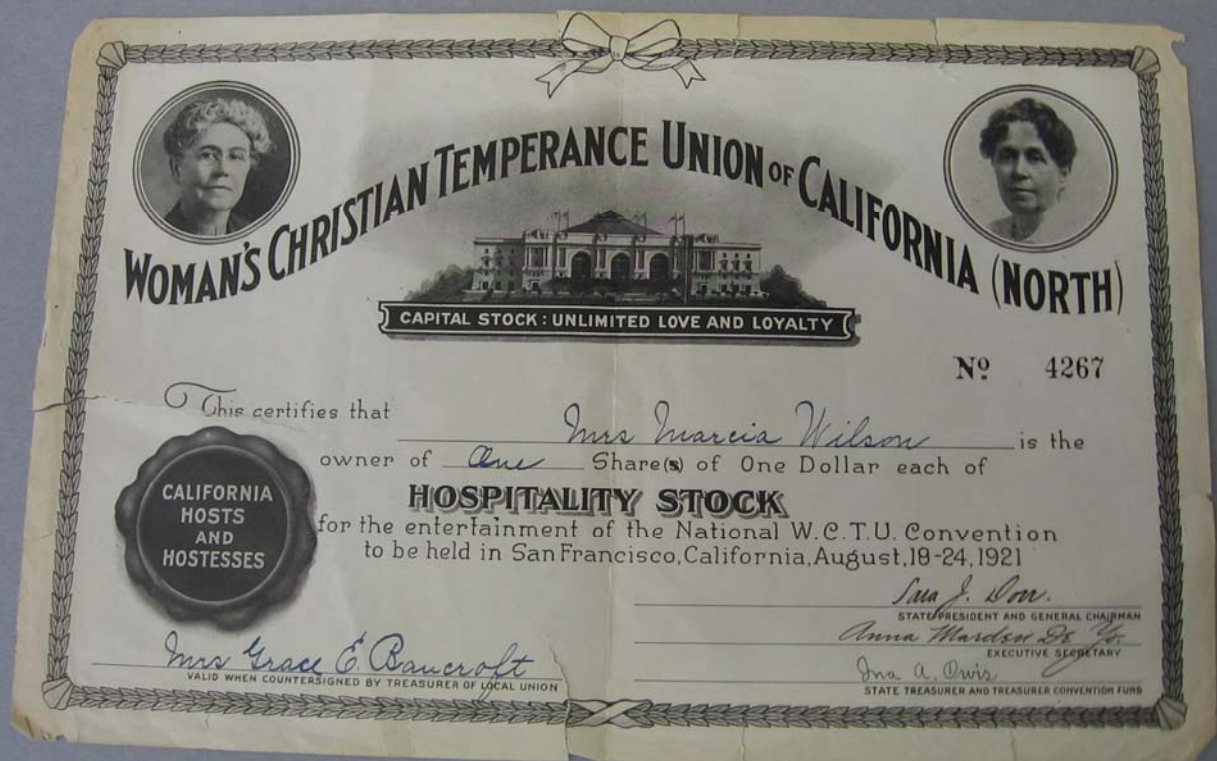 WOMAN'S CHRISTIAN TEMPERANCE UNION OF CALIFORNIA (NORTH)
CAPITAL STOCK: UNLIMITED LOVE AND LOYALTY
Nº 4267
This certifies that Mrs Marcia Wilson is the
owner of One Share(s) of One Dollar each of
HOSPITALITY STOCK
for the entertainment of the National W.C.T.U. Convention
to be held in San Francisco, California, August, 18-24, 1921
CALIFORNIA
HOSTS
AND
HOSTESSES
Sara J. Dorr.
STATE PRESIDENT AND GENERAL CHAIRMAN
Anna Marden De Yo.
EXECUTIVE SECRETARY
Ina A. Orvis
STATE TREASURER AND TREASURER CONVENTION FUND
Mrs Grace E. Bancroft
VALID WHEN COUNTERSIGNED BY TREASURER OF LOCAL UNION